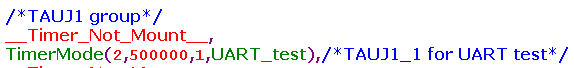 /*TAUJ1 group*/
__Timer_Not_Mount__,
TimerMode(2,500000,1,UART_test),/*TAUJ1_1 for UART test*/